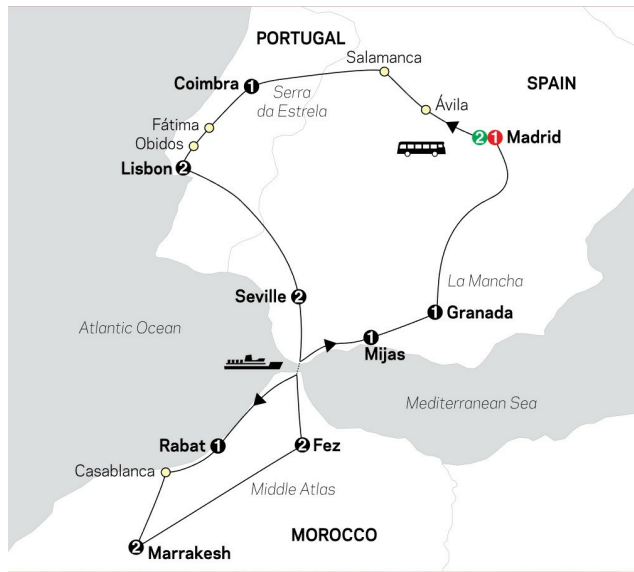 PORTUGAL
Salamanca
Coimbra 1
Serra
da Estrela
SPAIN
Ávila
Fátima
Obidos
2 1 Madrid
Lisbon 2
La Mancha
Seville 2
1 Granada
Atlantic Ocean
1
Mijas
Mediterranean Sea
Rabat 1
2 Fez
Casablanca
Middle Atlas
MOROCCO
2 Marrakesh